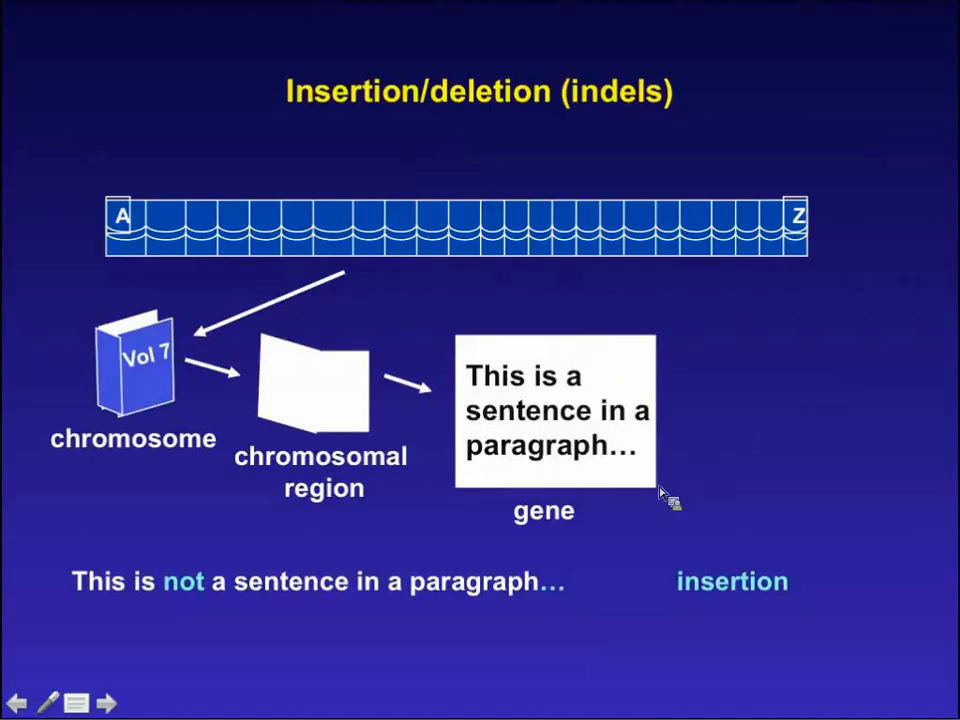 Insertion/deletion (indels)
A
Z
Vol 7
chromosome
chromosomal
region
This is a
sentence in a
paragraph…
gene
This is not a sentence in a paragraph…
insertion